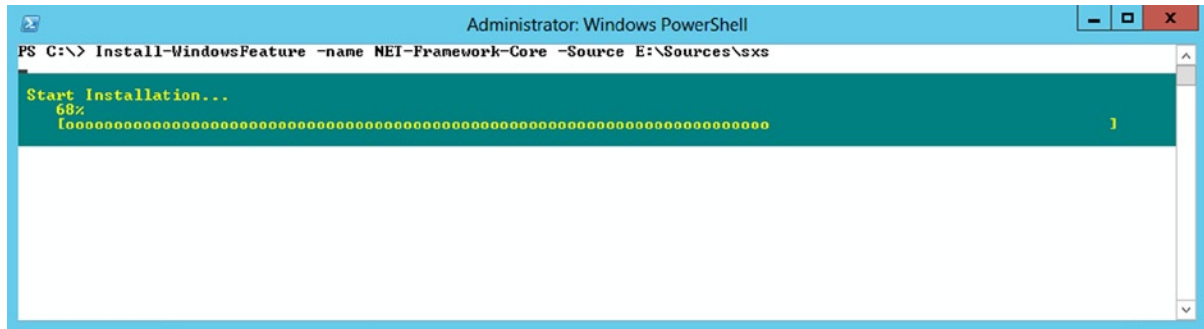 Administrator: Windows PowerShell
PS C:\> Install-WindowsFeature -name NET-Framework-Core -Source E:\Sources\sxs
Start Installation...
68%
[oooooooooooooooooooooooooooooooooooooooooooooooooooooooooooooooooooooooooo ]